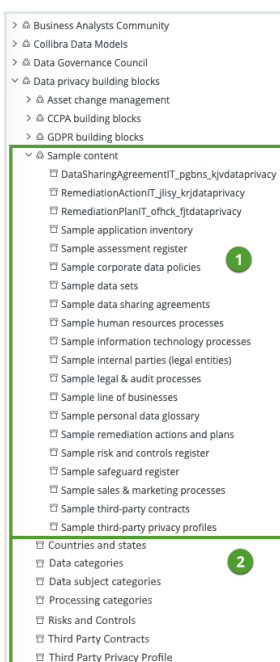 Business Analysts Community
Collibra Data Models
Data Governance Council
Data privacy building blocks
Asset change management
CCPA building blocks
GDPR building blocks
Sample content
DataSharingAgreementIT_pgbns_kjvdataprivacy
RemediationActionIT_jlisy_krjdataprivacy
RemediationPlanIT_ofhck_fjtdataprivacy
Sample application inventory
Sample assessment register
1
Sample corporate data policies
Sample data sets
Sample data sharing agreements
Sample human resources processes
Sample information technology processes
Sample internal parties (legal entities)
Sample legal & audit processes
Sample line of businesses
Sample personal data glossary
Sample remediation actions and plans
Sample risk and controls register
Sample safeguard register
Sample sales & marketing processes
Sample third-party contracts
Sample third-party privacy profiles
Countries and states
Data categories
2
Data subject categories
Processing categories
Risks and Controls
Third Party Contracts
Third Party Privacy Profile